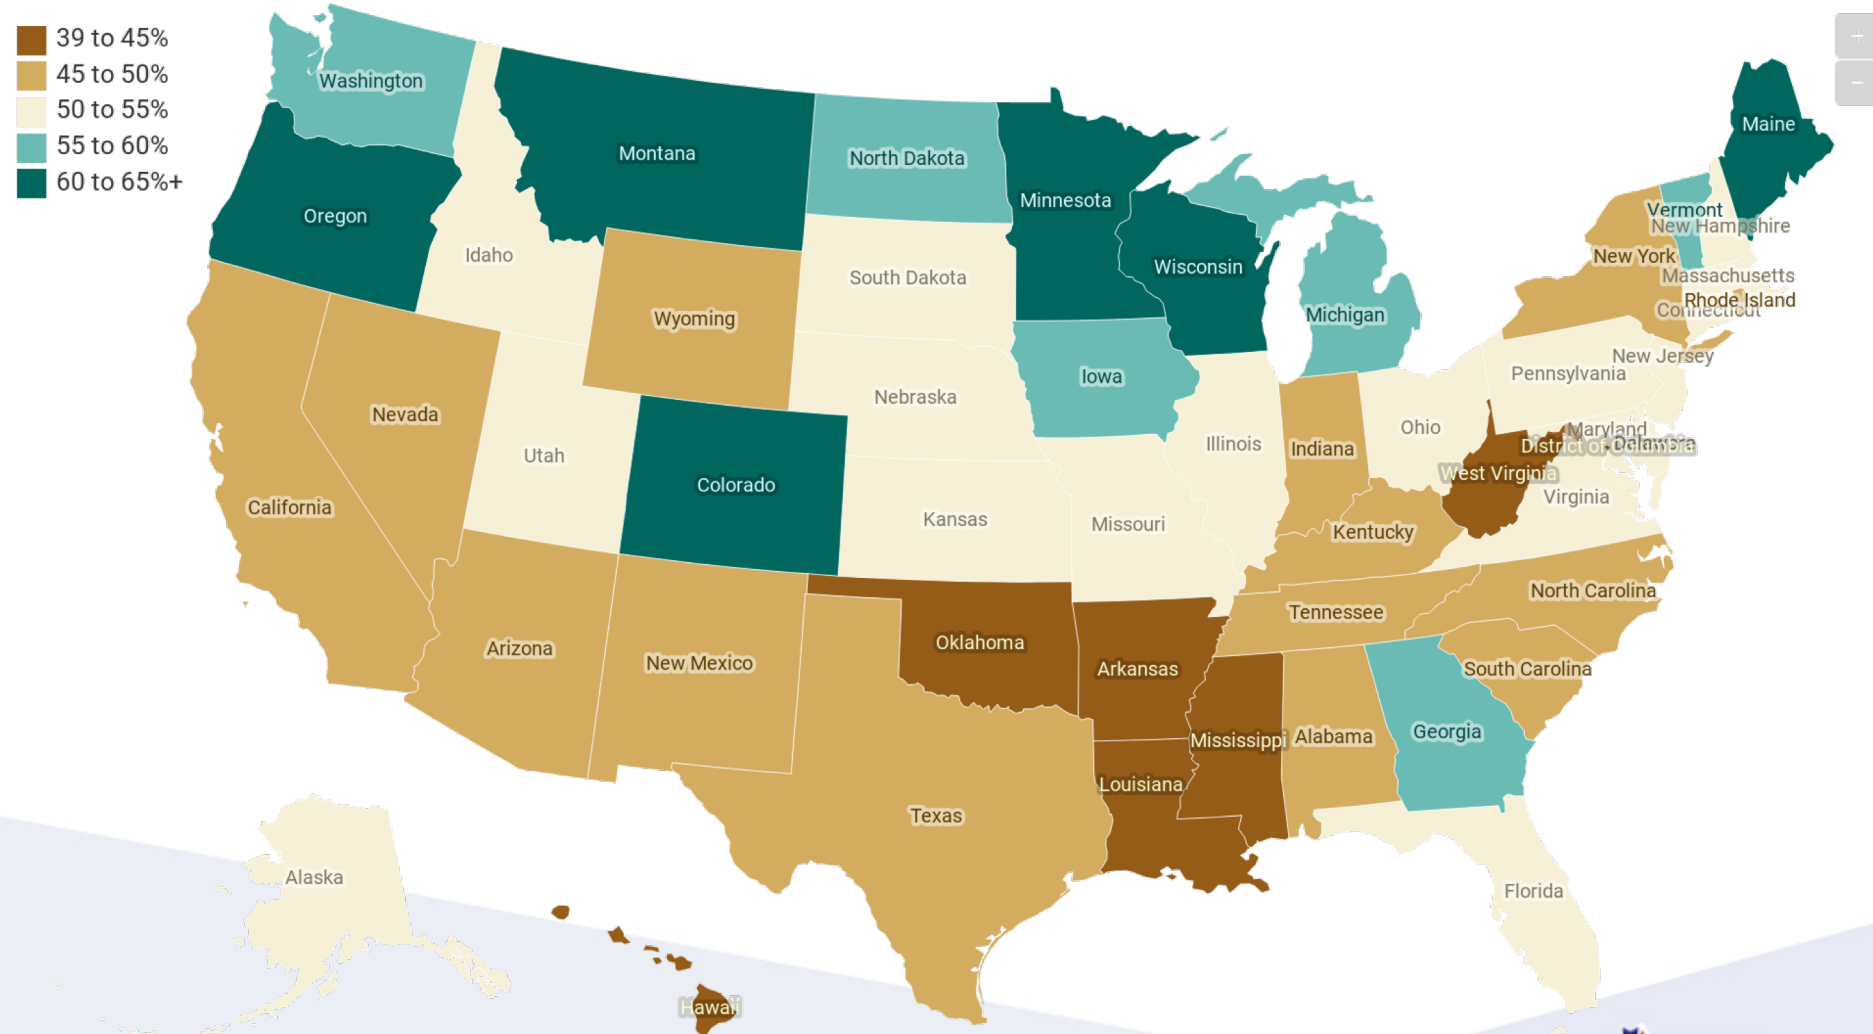 39 to 45%
45 to 50%
50 to 55%
55 to 60%
60 to 65%+
+
−
Washington
Montana
North Dakota
Minnesota
Maine
Oregon
Idaho
Wyoming
South Dakota
Wisconsin
Michigan
Vermont
New Hampshire
New York
Massachusetts
Rhode Island
Connecticut
New Jersey
Pennsylvania
Nevada
Utah
Colorado
Nebraska
Iowa
Illinois
Indiana
Ohio
Maryland
Delaware
District of Columbia
West Virginia
Virginia
California
Kansas
Missouri
Kentucky
Arizona
New Mexico
Oklahoma
Arkansas
Tennessee
North Carolina
South Carolina
Texas
Louisiana
Mississippi
Alabama
Georgia
Florida
Alaska
Hawaii